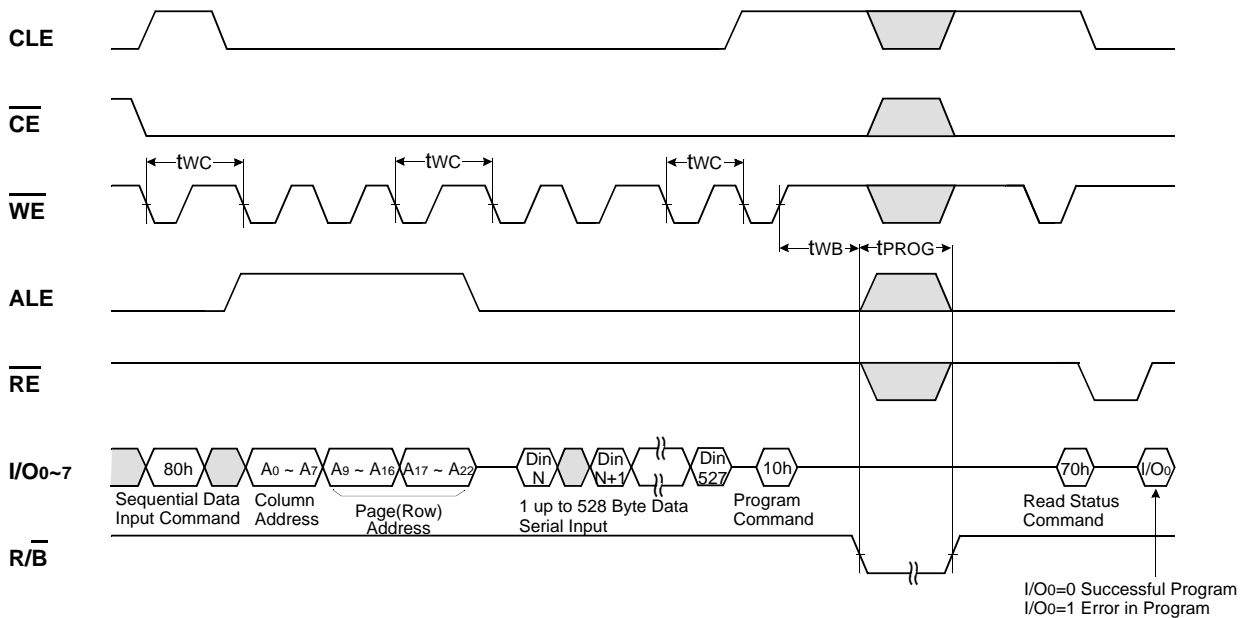 CLE
CE
tWC
tWC
tWC
WE
tWB
tPROG
ALE
RE
I/O0~7
80h
A0 ~ A7
A9 ~ A16
A17 ~ A22
Din N
Din N+1
Din 527
10h
70h
I/O0
Sequential Data
Input Command
Column
Address
Page(Row)
Address
1 up to 528 Byte Data
Serial Input
Program
Command
Read Status
Command
R/B
I/O0=0 Successful Program
I/O0=1 Error in Program